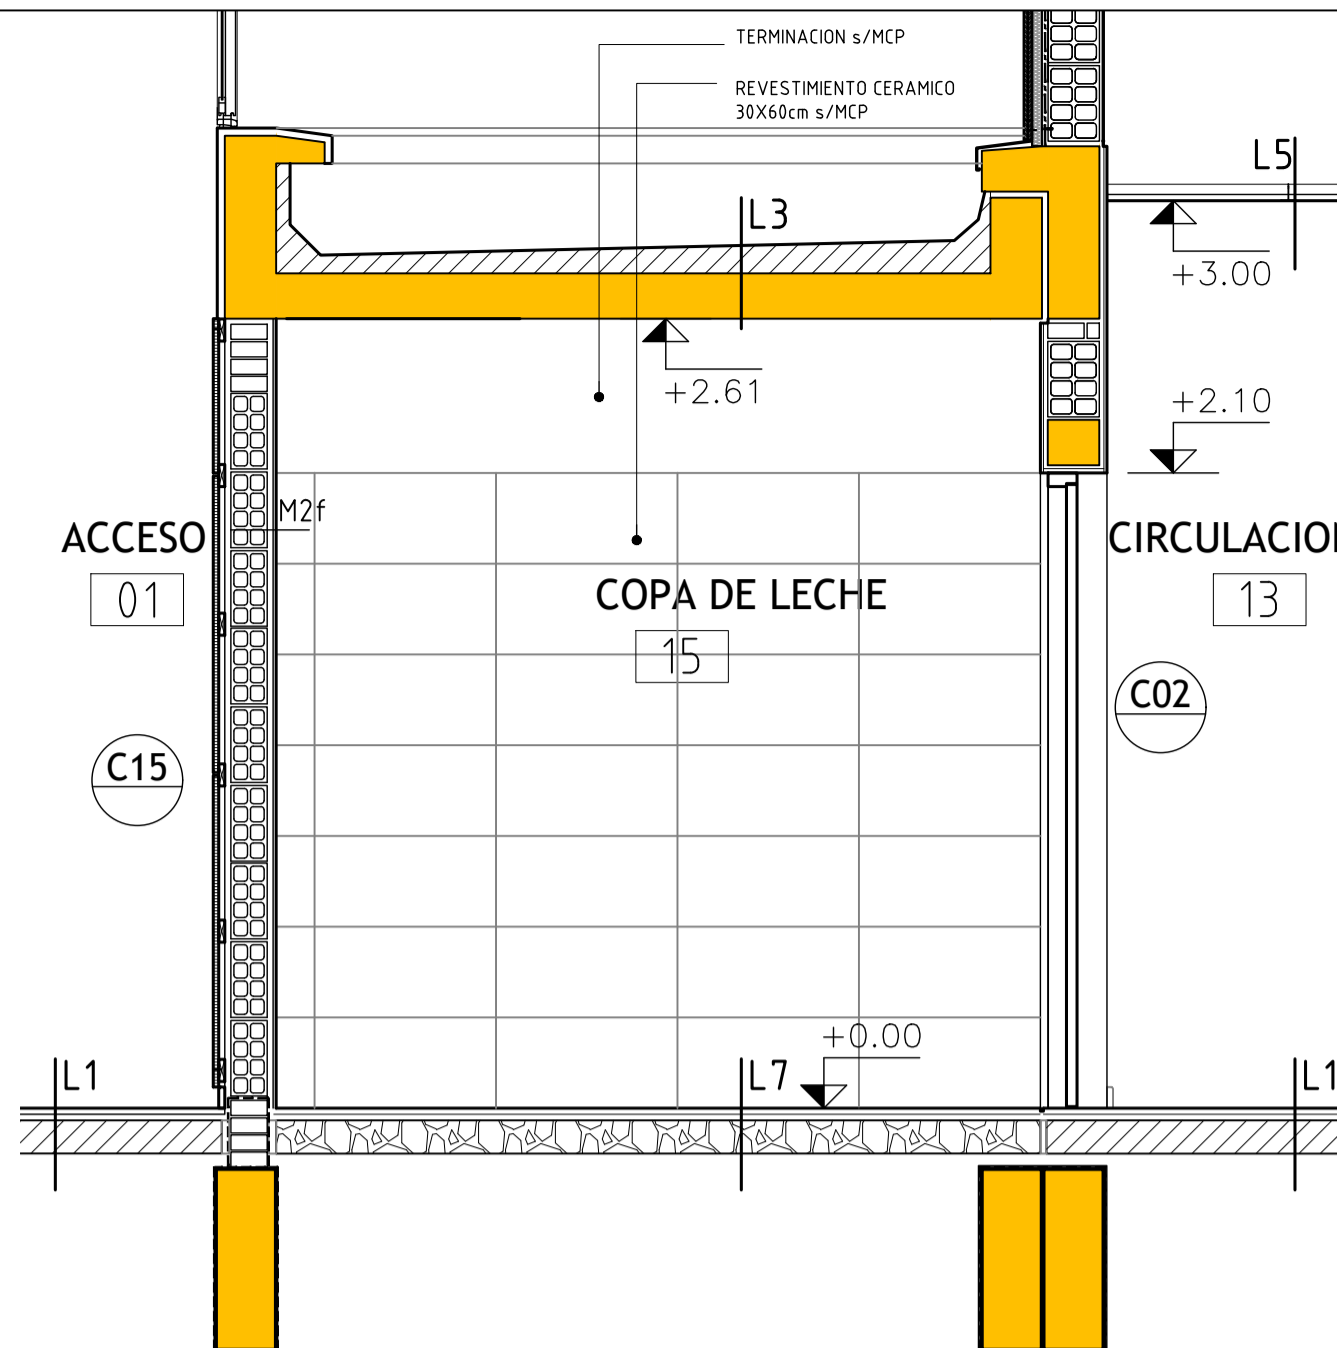 TERMINACION s/MCP
REVESTIMIENTO CERAMICO
30X60cm s/MCP
L5
L3
+3.00
+2.61
+2.10
M2f
ACCESO
01
COPA DE LECHE
15
CIRCULACION
13
C02
C15
+0.00
L1
L7
L1